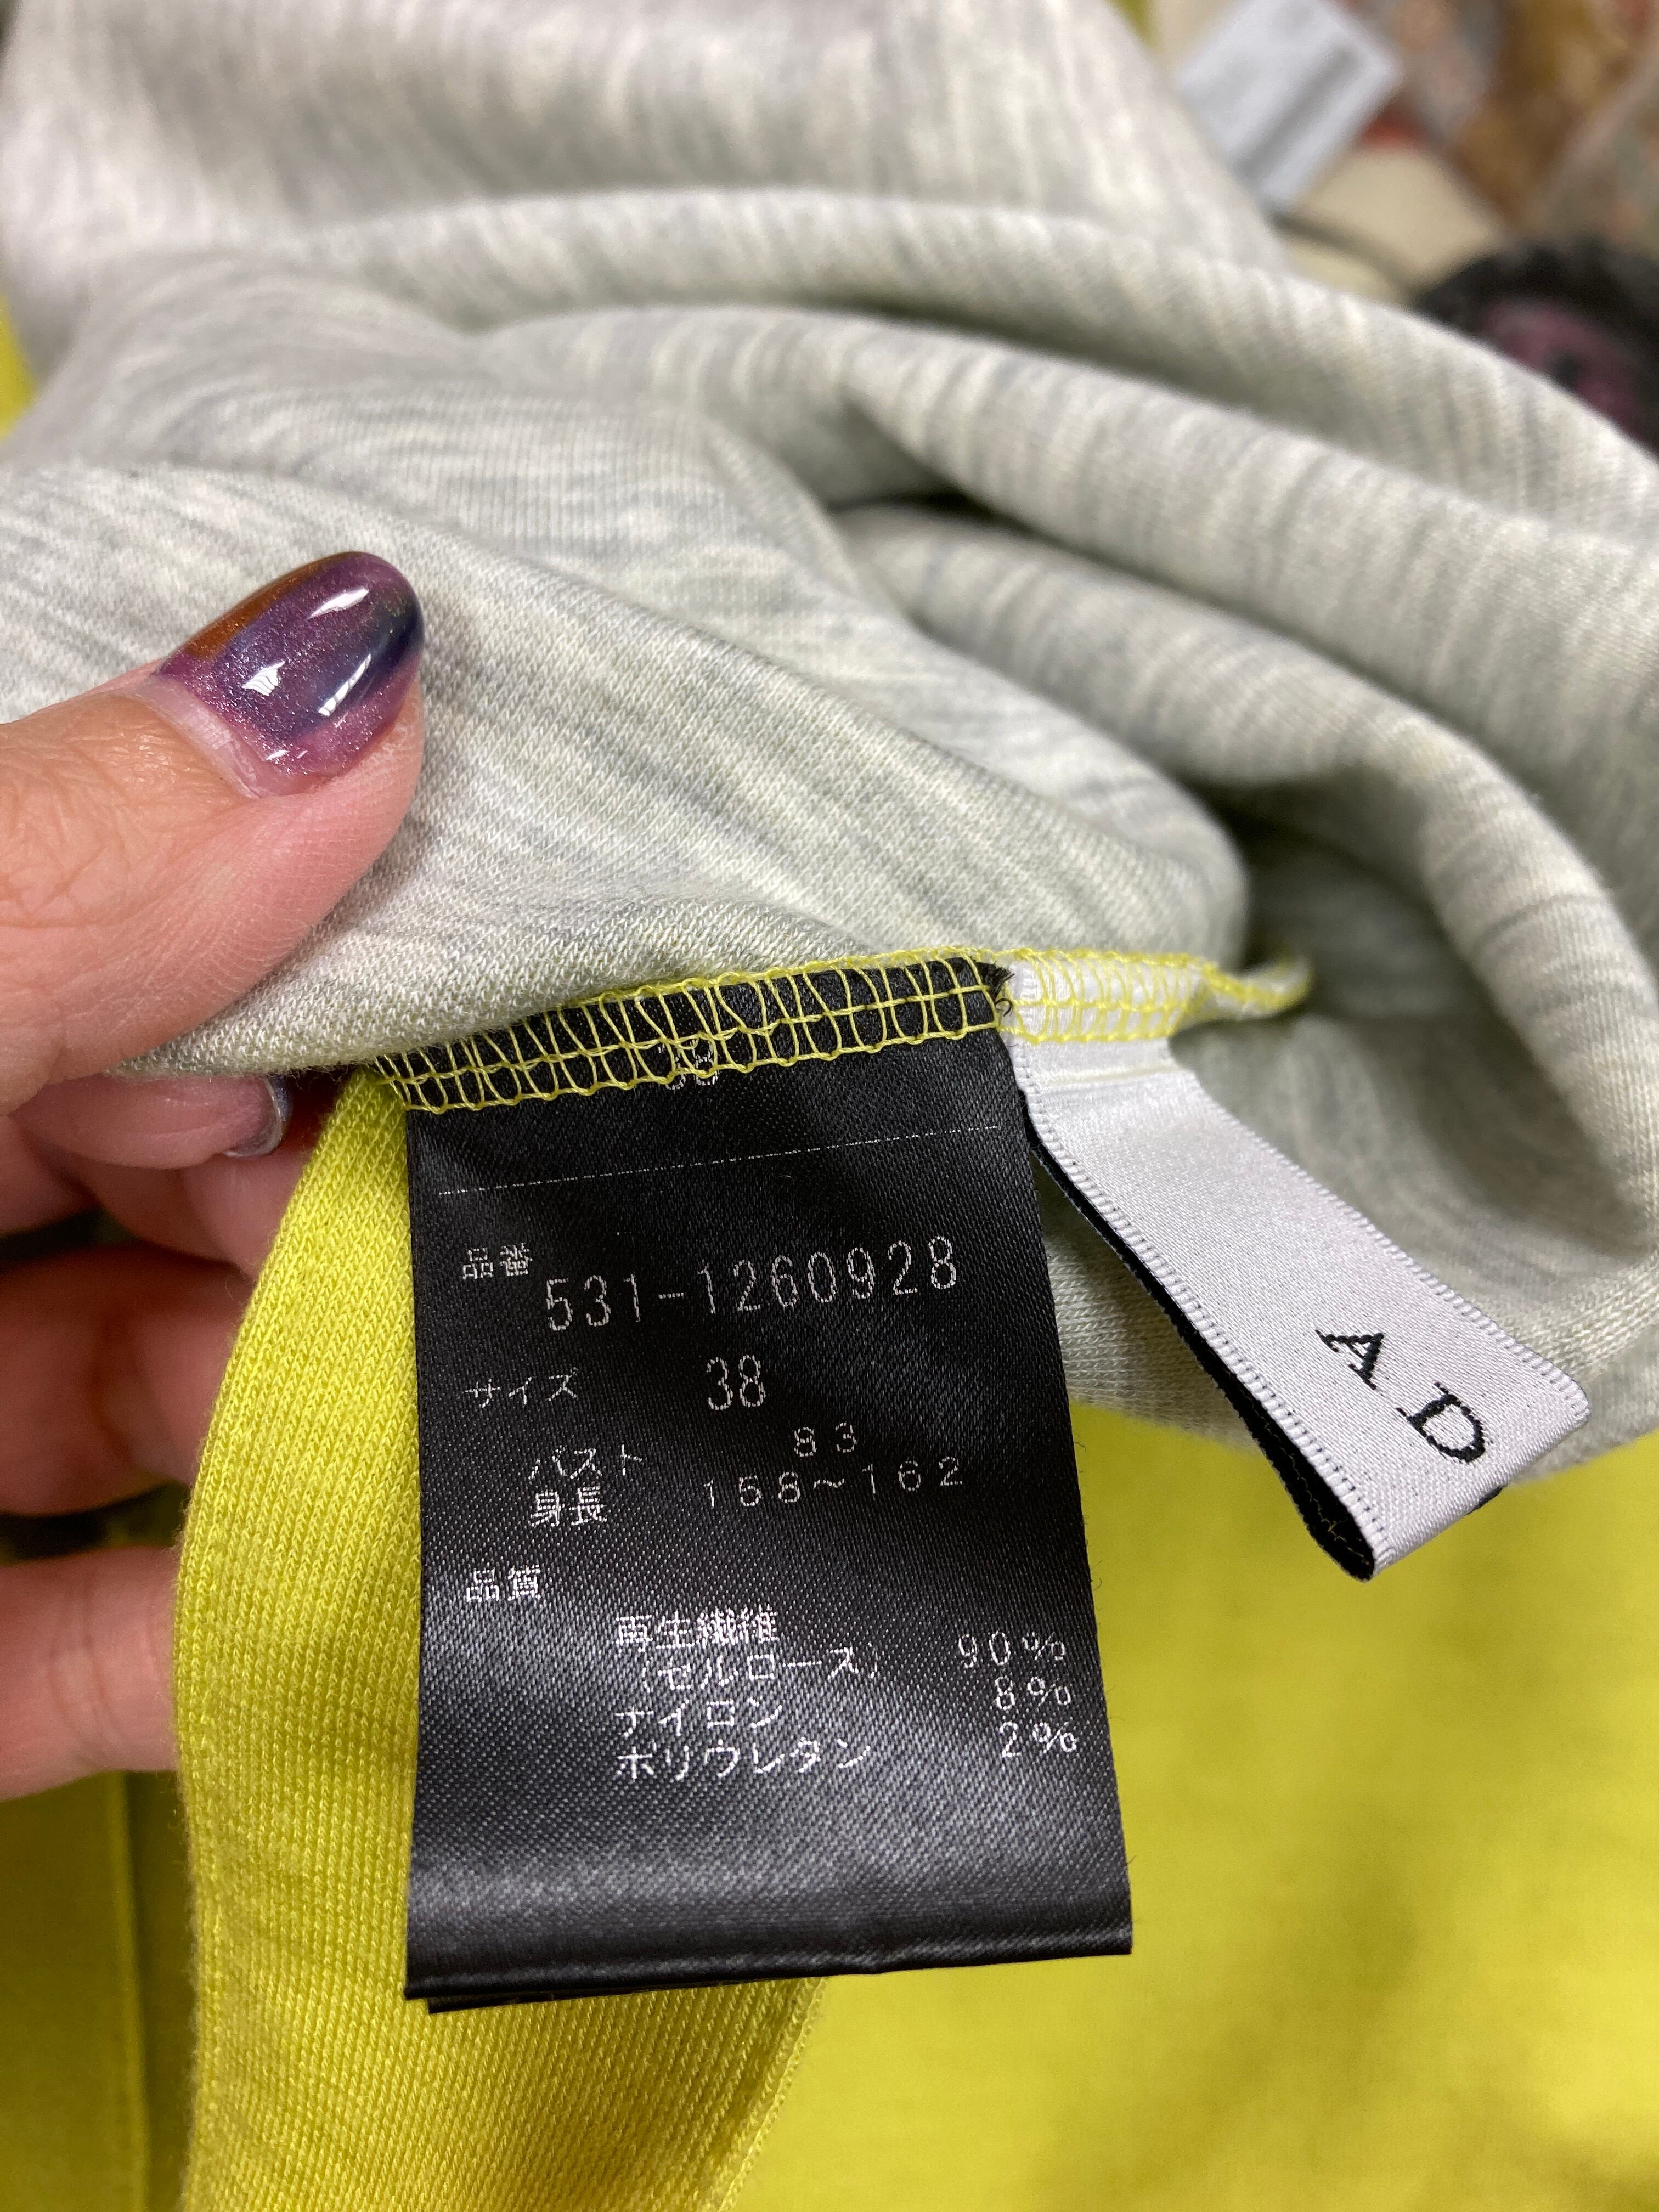 38
品番
531-1260928
サイズ 38
バスト 83
身長 158~162
品質
再生繊維
(セルロース) 90%
ナイロン 8%
ポリウレタン 2%
A D